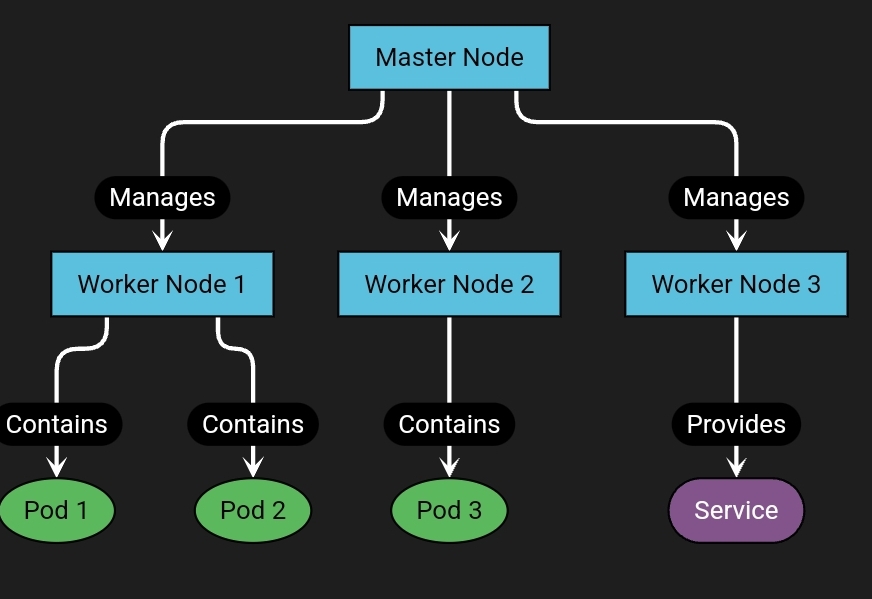 Master Node
Manages
Manages
Manages
Worker Node 1
Worker Node 2
Worker Node 3
Contains
Contains
Contains
Provides
Pod 1
Pod 2
Pod 3
Service